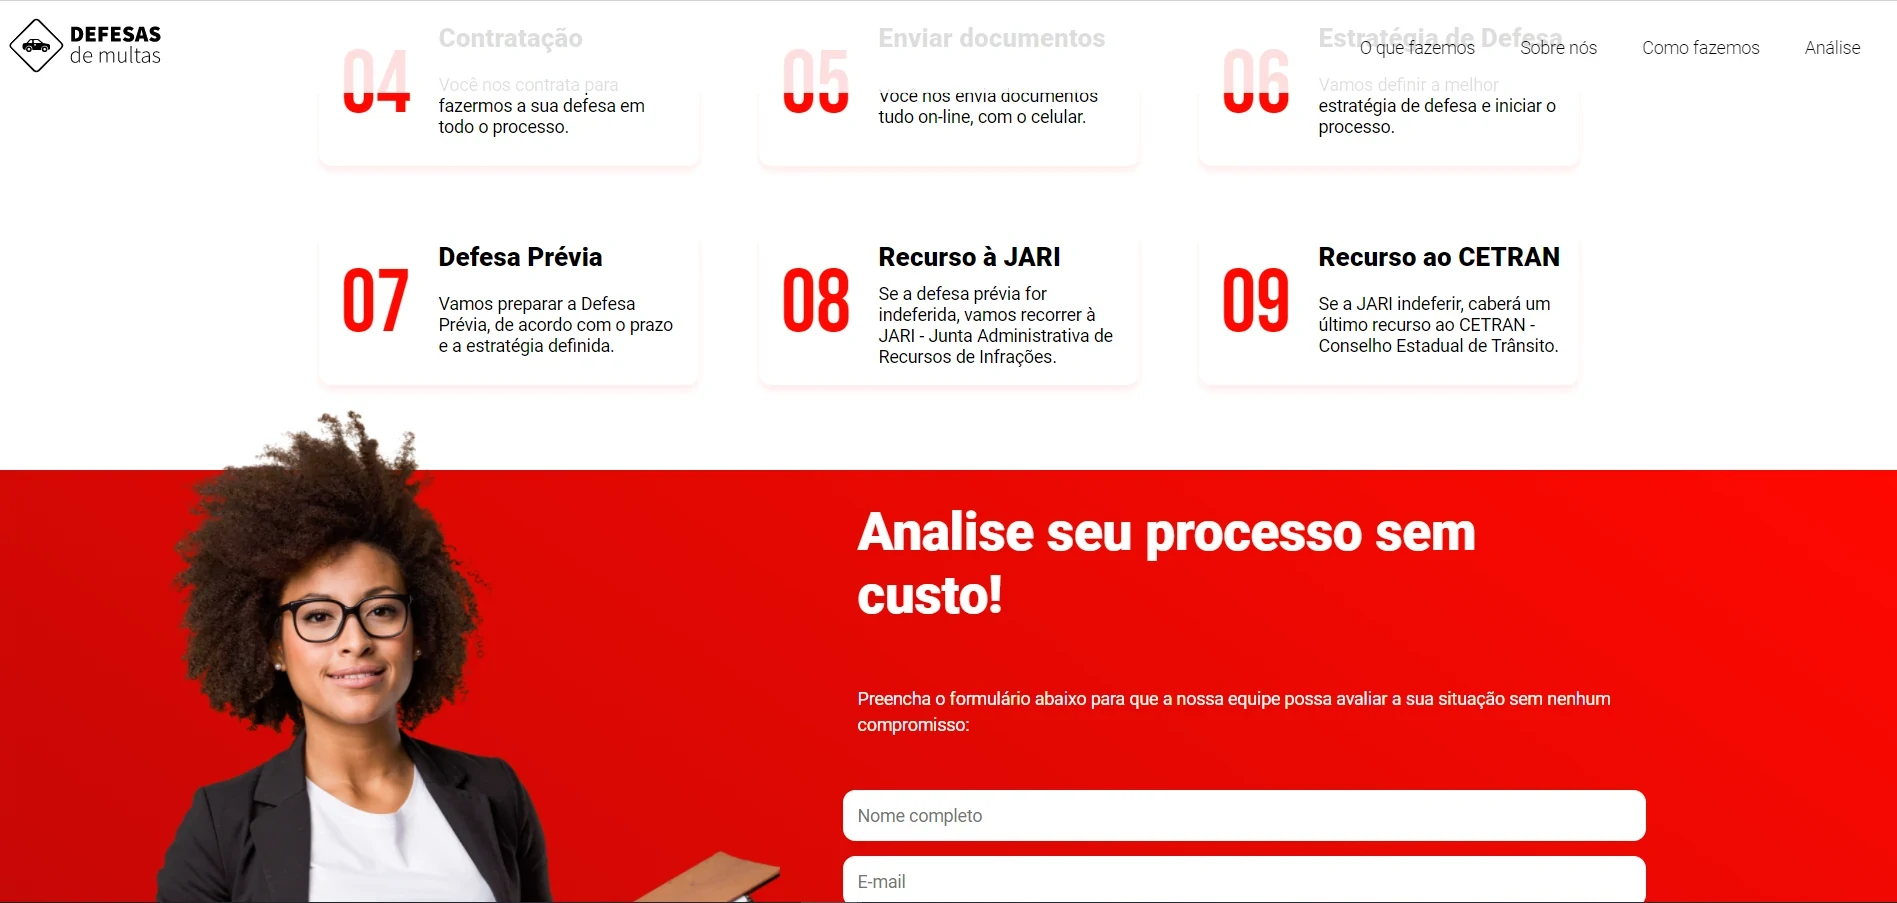 DEFESAS
de multas
O que fazemos
Sobre nós
Como fazemos
Análise
04
Contratação
Você nos contrata para
fazermos a sua defesa em
todo o processo.
05
Enviar documentos
Você nos envia documentos
tudo on-line, com o celular.
06
Estratégia de Defesa
Vamos definir a melhor
estratégia de defesa e iniciar o
processo.
07
Defesa Prévia
Vamos preparar a Defesa
Prévia, de acordo com o prazo
e a estratégia definida.
08
Recurso à JARI
Se a defesa prévia for
indeferida, vamos recorrer à
JARI - Junta Administrativa de
Recursos de Infrações.
09
Recurso ao CETRAN
Se a JARI indeferir, caberá um
último recurso ao CETRAN -
Conselho Estadual de Trânsito.
Analise seu processo sem
custo!
Preencha o formulário abaixo para que a nossa equipe possa avaliar a sua situação sem nenhum
compromisso:
Nome completo
E-mail